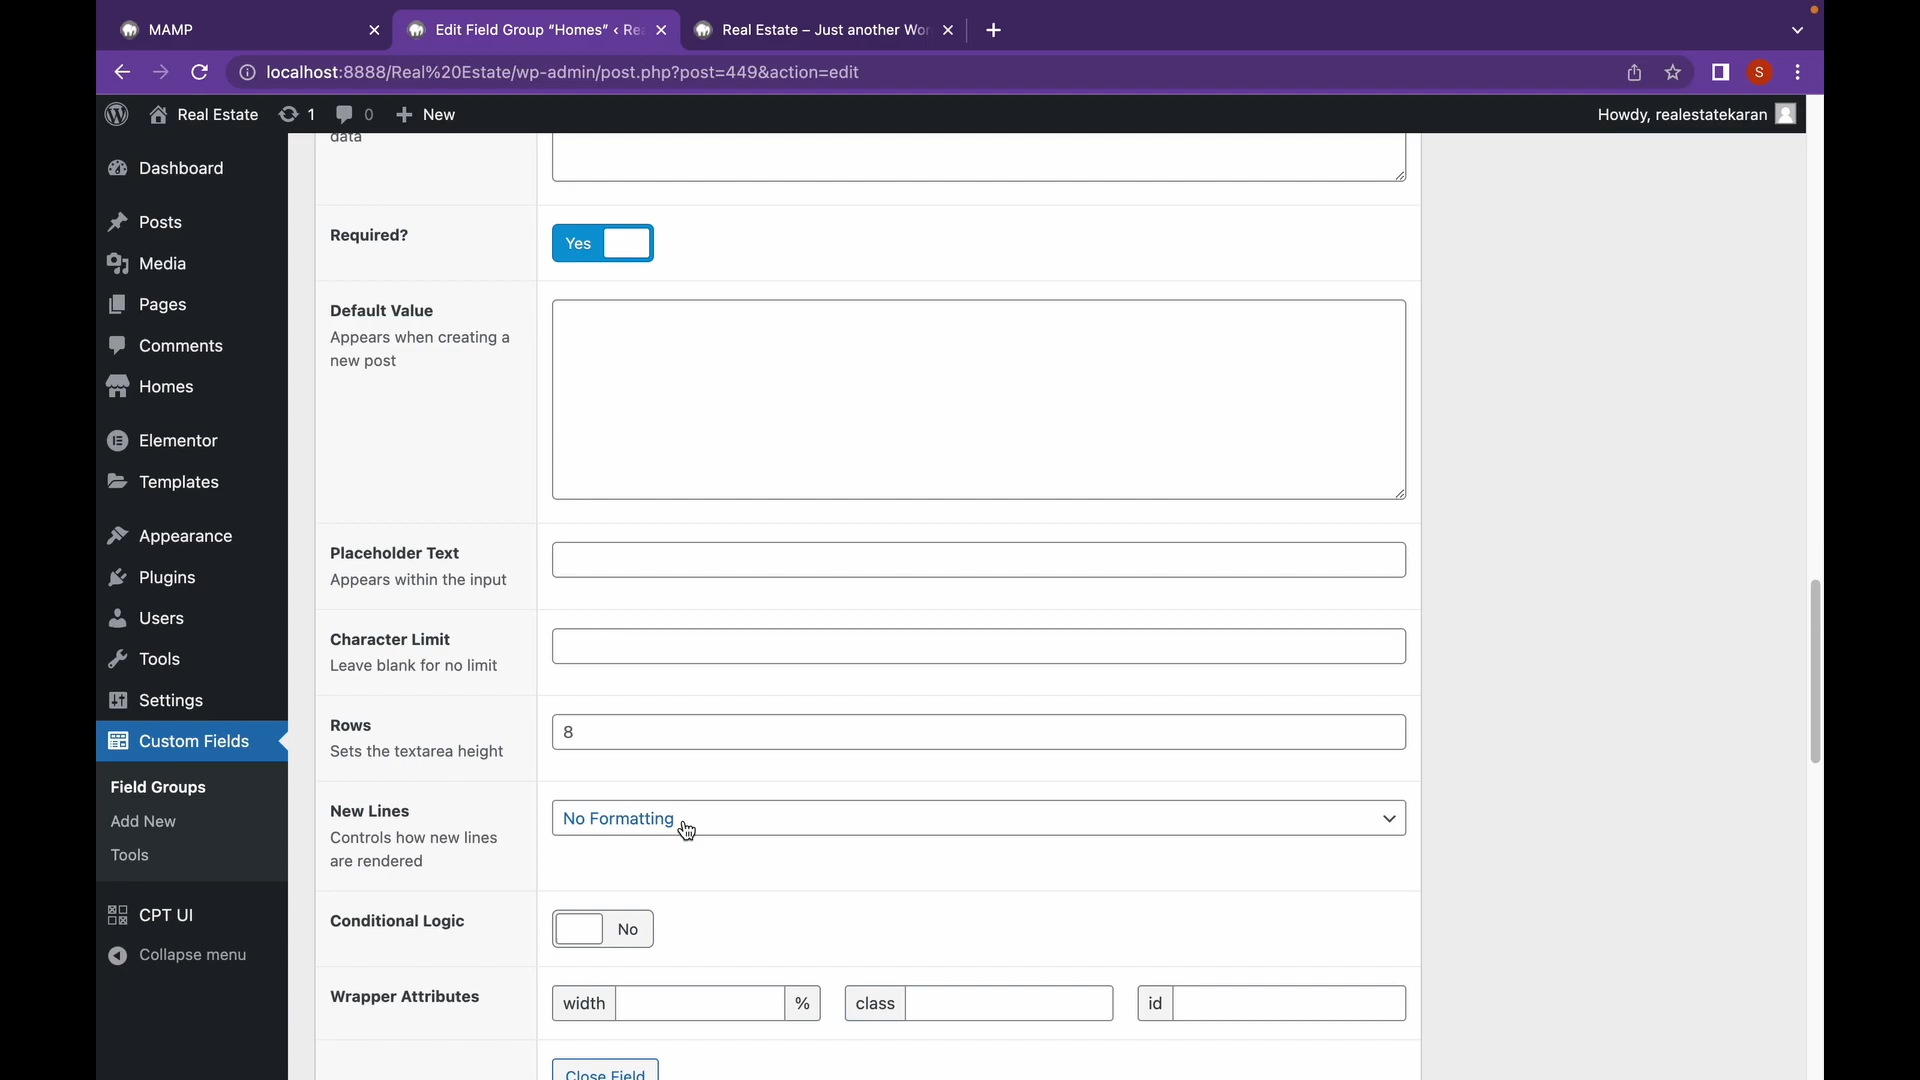 MAMP
Edit Field Group “Homes” ‹ Rea
Real Estate – Just another Wor
localhost:8888/Real%20Estate/wp-admin/post.php?post=449&action=edit
S
Real Estate
1
0
New
Howdy, realestatekaran
Dashboard
Posts
Media
Pages
Comments
Homes
Elementor
Templates
Appearance
Plugins
Users
Tools
Settings
Custom Fields
Field Groups
Add New
Tools
CPT UI
Collapse menu
data
Required?
Yes
Default Value
Appears when creating a
new post
Placeholder Text
Appears within the input
Character Limit
Leave blank for no limit
Rows
Sets the textarea height
8
New Lines
Controls how new lines
are rendered
No Formatting
Conditional Logic
No
Wrapper Attributes
width
%
class
id
Close Field